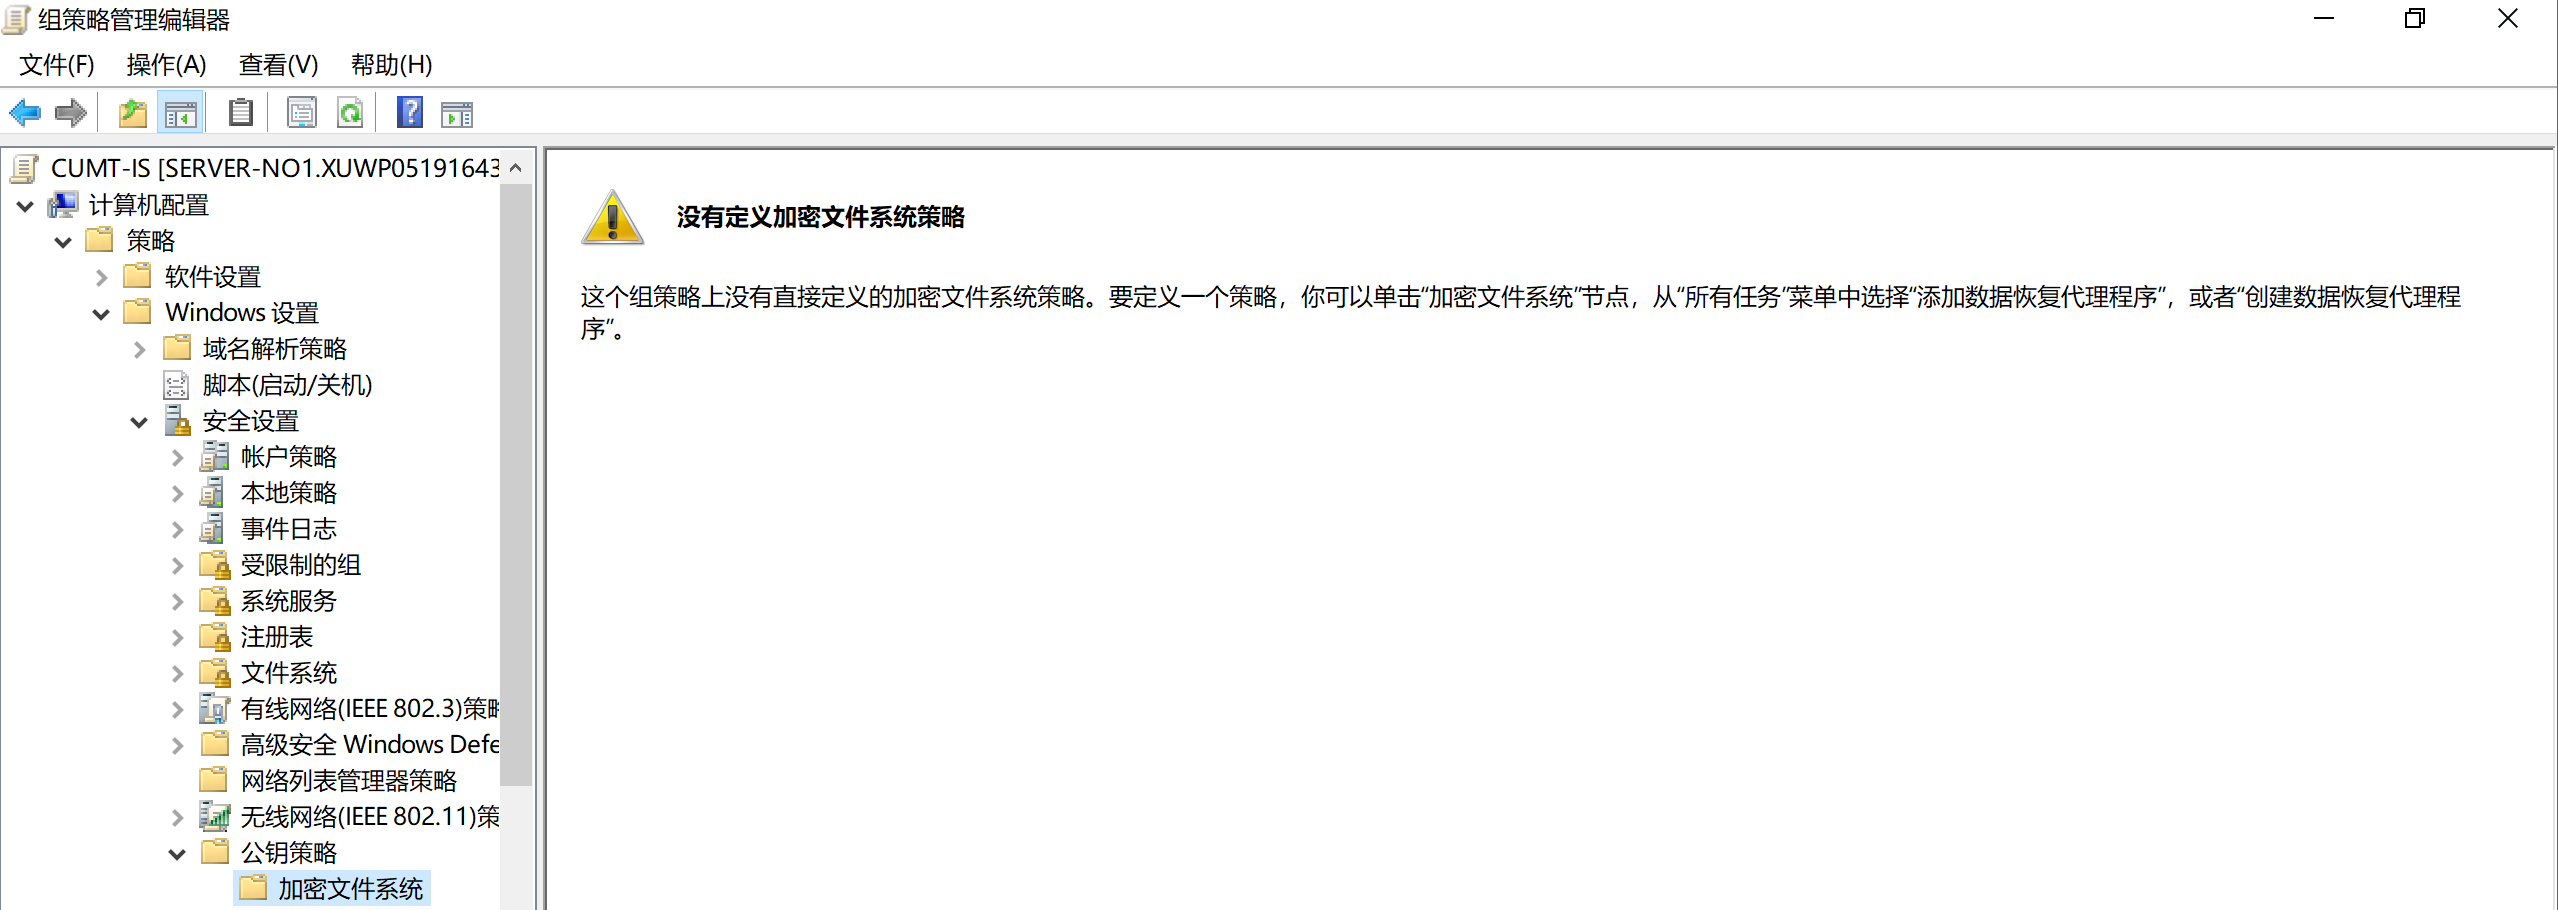 组策略管理编辑器
文件(F) 操作(A) 查看(V) 帮助(H)
CUMT-IS [SERVER-NO1.XUWP05191643
计算机配置
策略
软件设置
Windows 设置
域名解析策略
脚本(启动/关机)
安全设置
帐户策略
本地策略
事件日志
受限制的组
系统服务
注册表
文件系统
有线网络(IEEE 802.3)策略
高级安全 Windows Defe
网络列表管理器策略
无线网络(IEEE 802.11)策
公钥策略
加密文件系统
没有定义加密文件系统策略
这个组策略上没有直接定义的加密文件系统策略。要定义一个策略，你可以单击“加密文件系统”节点，从“所有任务”菜单中选择“添加数据恢复代理程序”，或者“创建数据恢复代理程
序”。